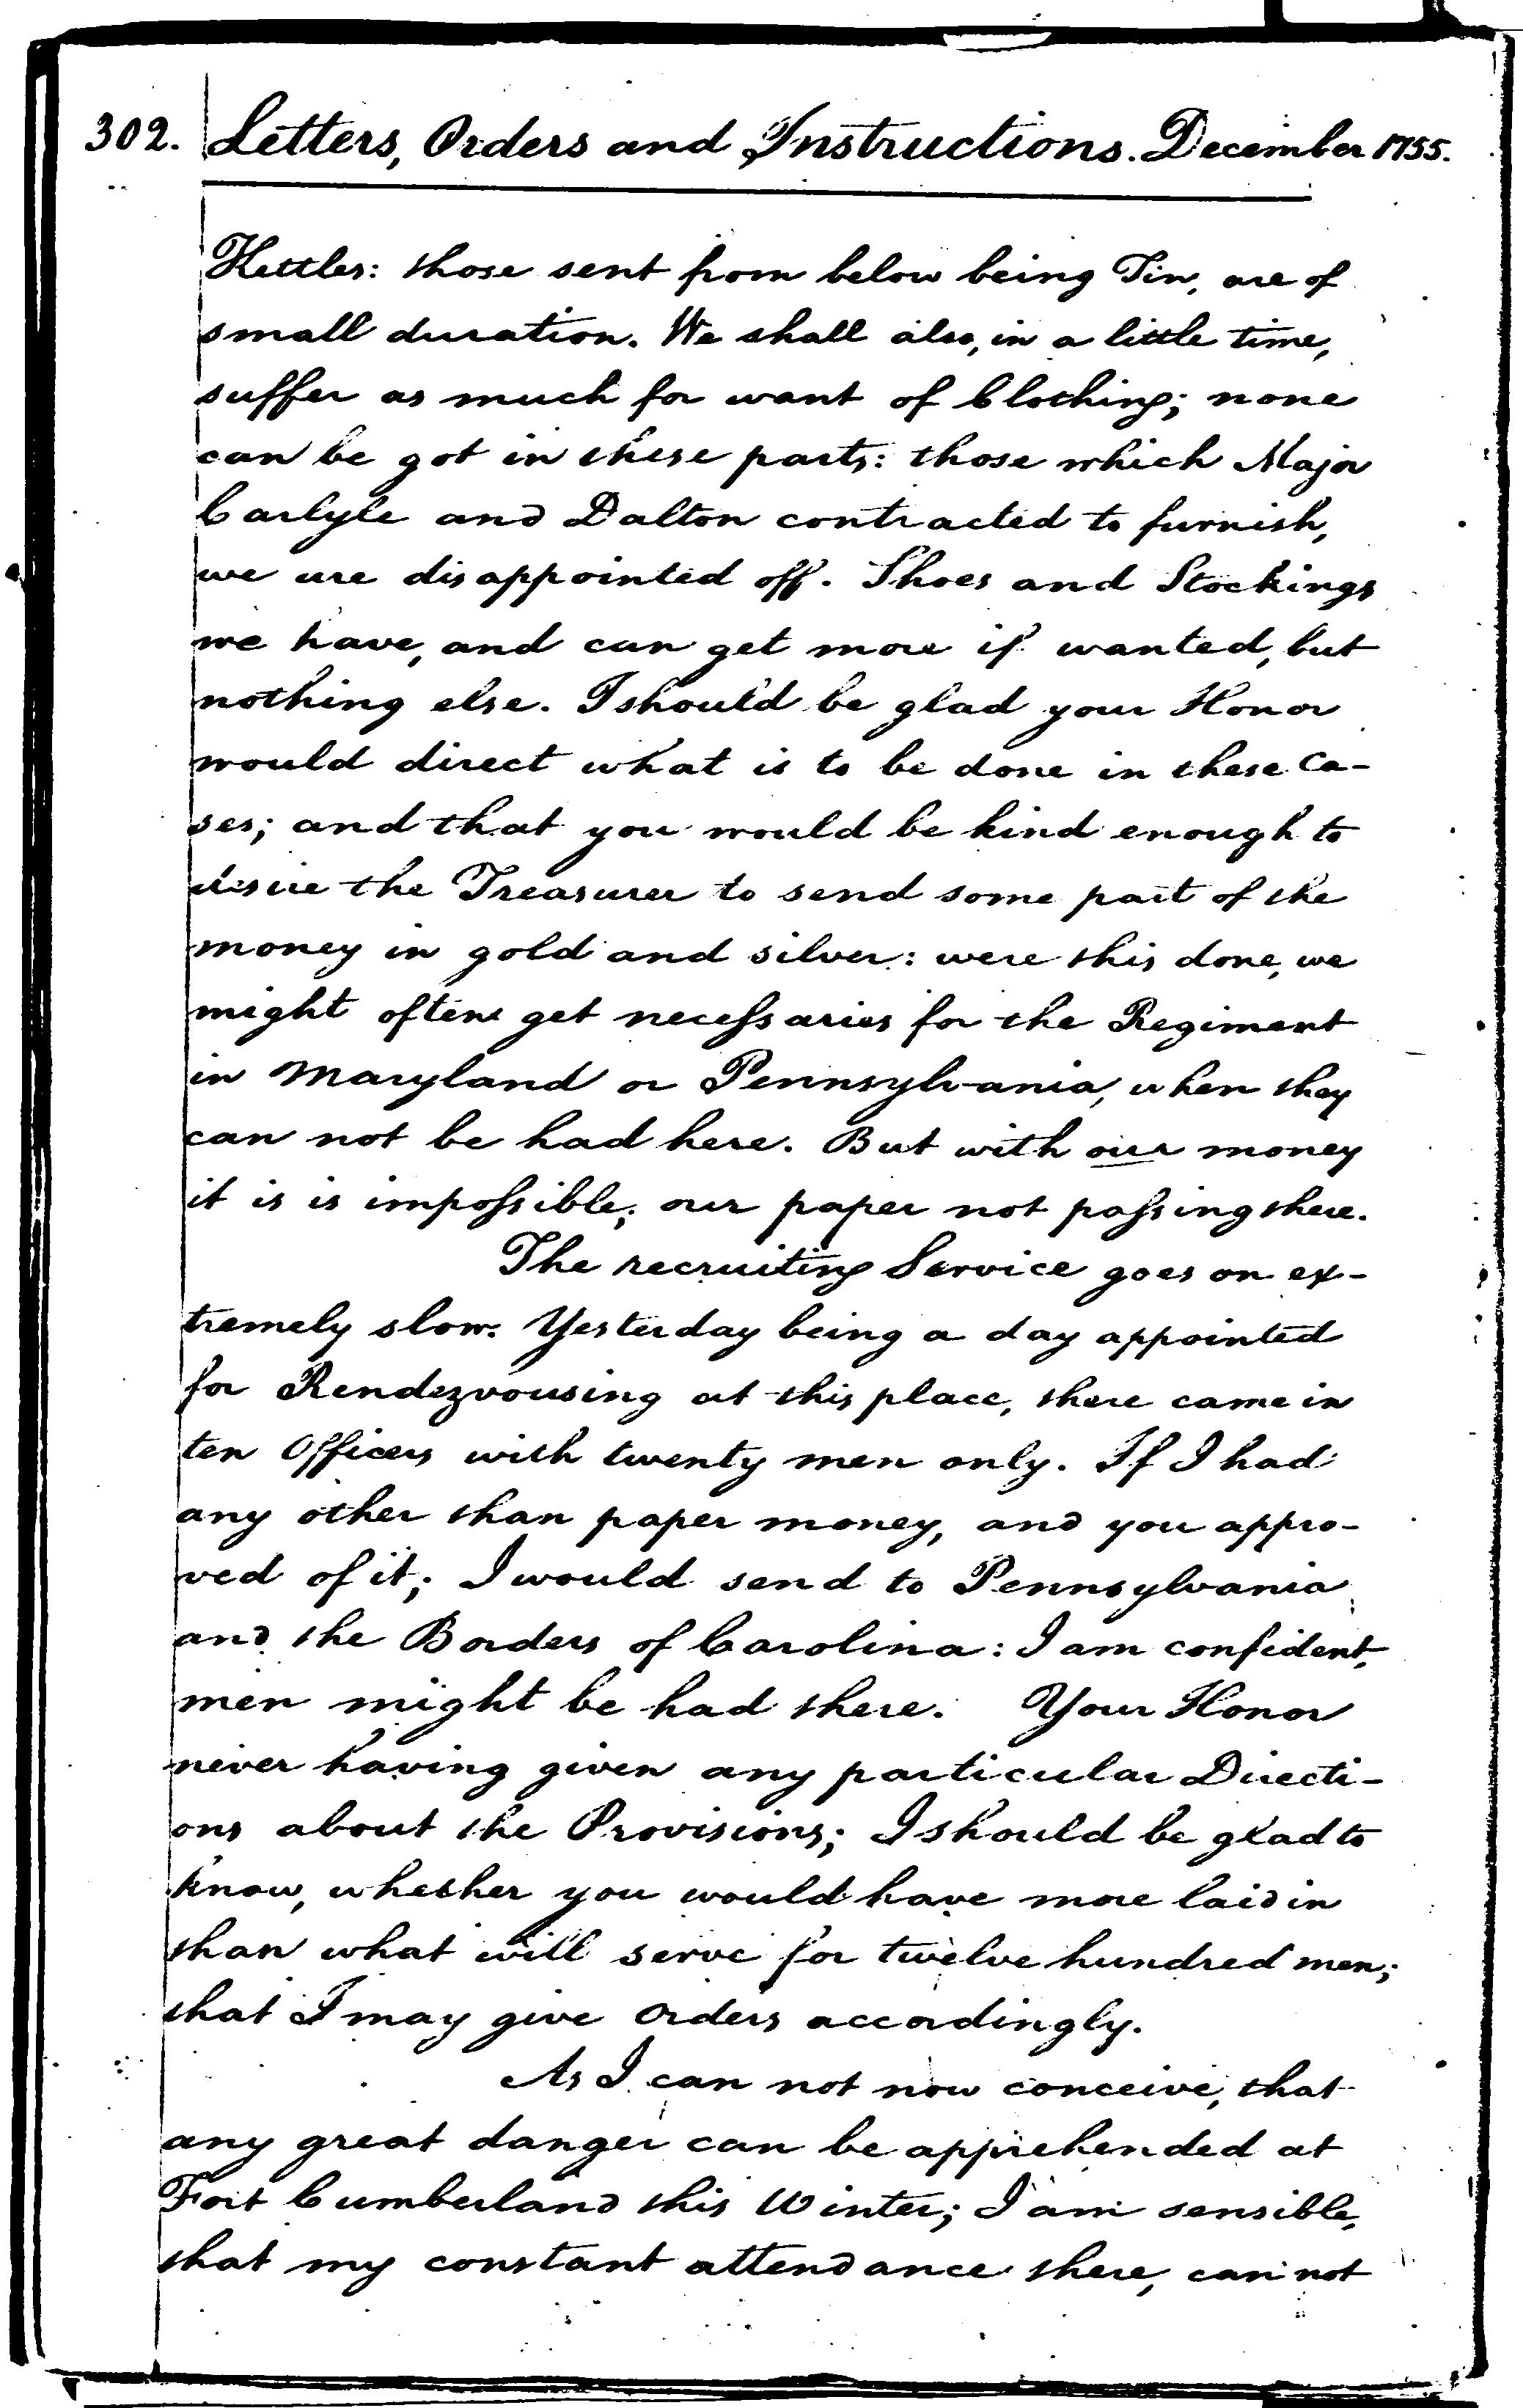 302. Letters, Orders and Instructions. December 1755.
Kettles: those sent from below being Tin, are of
small duration. We shall also, in a little time,
suffer as much for want of Clothing; none
can be got in these parts: those which Major
Carlyle and Dalton contracted to furnish,
we are disappointed off. Shoes and Stockings
we have, and can get more if wanted, but
nothing else. I should be glad your Honor
would direct what is to be done in these Ca-
ses; and that you would be kind enough to
desire the Treasurer to send some part of the
money in gold and silver: were this done, we
might often get necessaries for the Regiment
in Maryland or Pennsylvania, when they
can not be had here. But with our money
it is is impossible; our paper not passing there.
The recruiting Service goes on ex-
tremely slow. Yesterday being a day appointed
for Rendezvousing at this place, there came in
ten Officers with twenty men only. If I had
any other than paper money, and you appro-
ved of it; I would send to Pennsylvania
and the Borders of Carolina: I am confident,
men might be had there. Your Honor
never having given any particular Directi-
ons about the Provisions; I should be glad to
know, whether you would have more laid in
than what will serve for twelve hundred men;
that I may give Orders accordingly.
As I can not now conceive, that
any great danger can be apprehended at
Fort Cumberland this Winter; I am sensible,
that my constant attendance there, can not